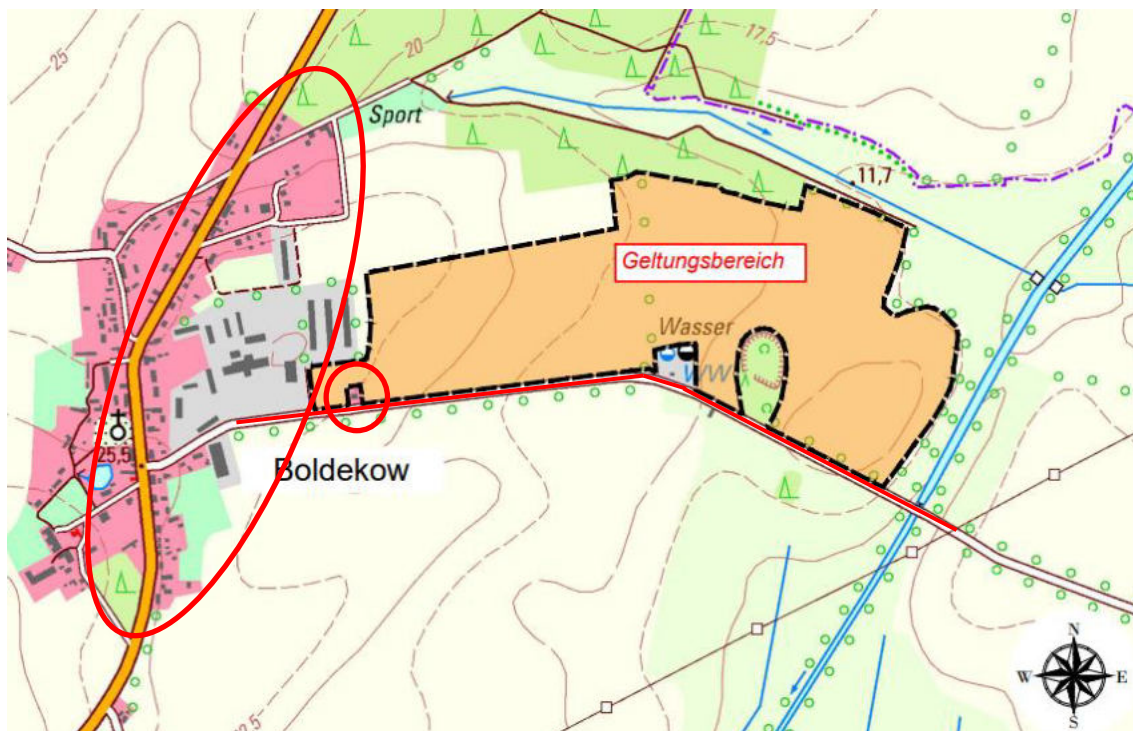 25
20
17.5
Sport
11,7
Geltungsbereich
Wasser
WW
25,5
Boldekow
N
W
E
S